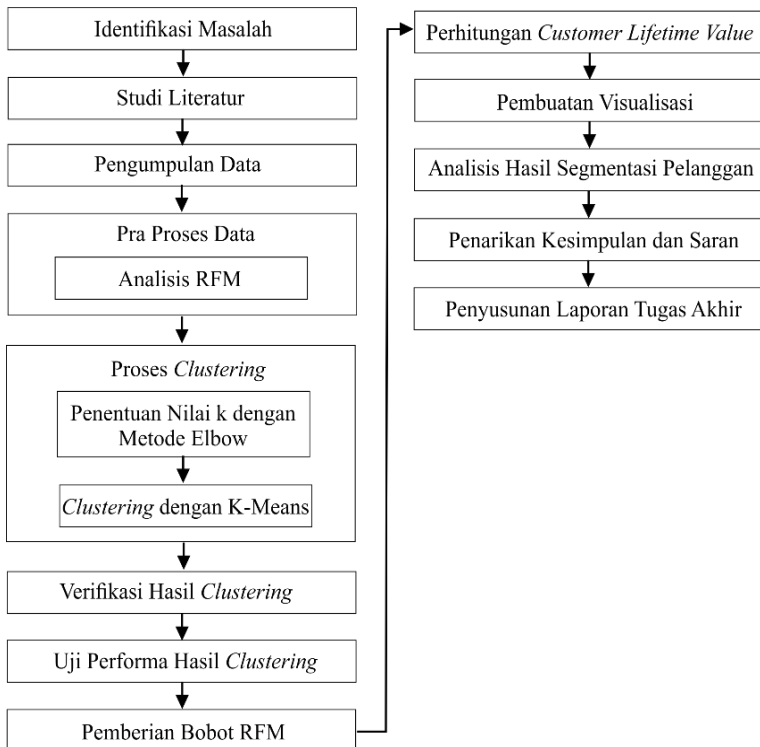 Identifikasi Masalah
Studi Literatur
Pengumpulan Data
Pra Proses Data
Analisis RFM
Proses Clustering
Penentuan Nilai k dengan
Metode Elbow
Clustering dengan K-Means
Verifikasi Hasil Clustering
Uji Performa Hasil Clustering
Pemberian Bobot RFM
Perhitungan Customer Lifetime Value
Pembuatan Visualisasi
Analisis Hasil Segmentasi Pelanggan
Penarikan Kesimpulan dan Saran
Penyusunan Laporan Tugas Akhir